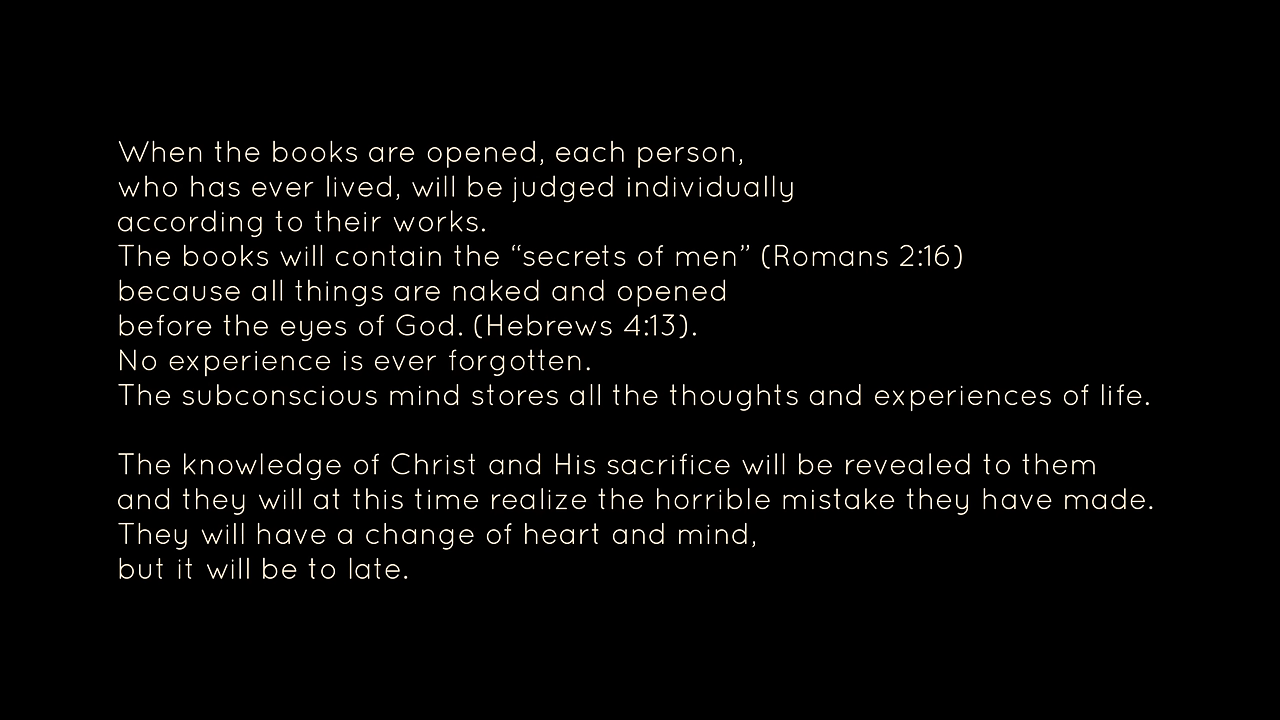 When the books are opened, each person,
who has ever lived, will be judged individually
according to their works.
The books will contain the “secrets of men” (Romans 2:16)
because all things are naked and opened
before the eyes of God. (Hebrews 4:13).
No experience is ever forgotten.
The subconscious mind stores all the thoughts and experiences of life.
The knowledge of Christ and His sacrifice will be revealed to them
and they will at this time realize the horrible mistake they have made.
They will have a change of heart and mind,
but it will be to late.